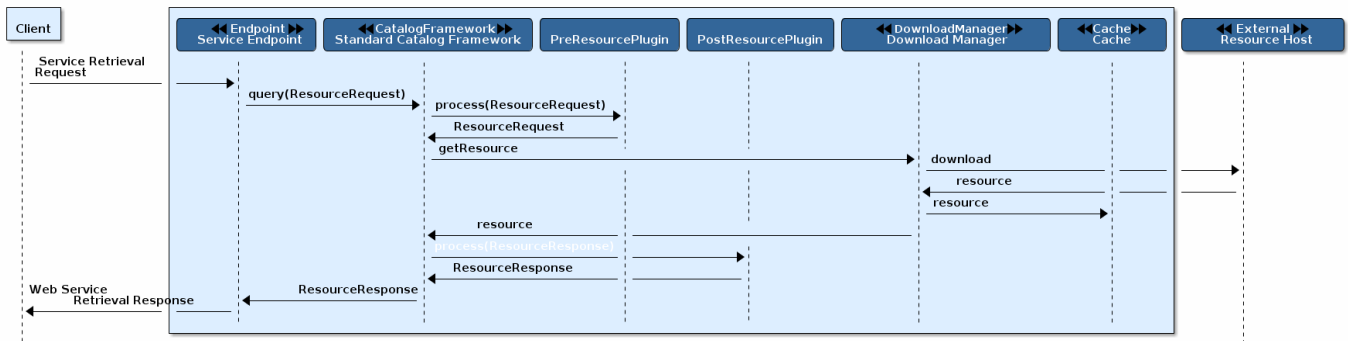 Client
◀◀ Endpoint ▶▶
Service Endpoint
◀◀CatalogFramework▶▶
Standard Catalog Framework
PreResourcePlugin
PostResourcePlugin
◀◀DownloadManager▶▶
Download Manager
◀◀Cache▶▶
Cache
◀◀ External ▶▶
Resource Host
Service Retrieval
Request
query(ResourceRequest)
process(ResourceRequest)
ResourceRequest
getResource
download
resource
resource
resource
process(ResourceResponse)
ResourceResponse
ResourceResponse
Web Service
Retrieval Response